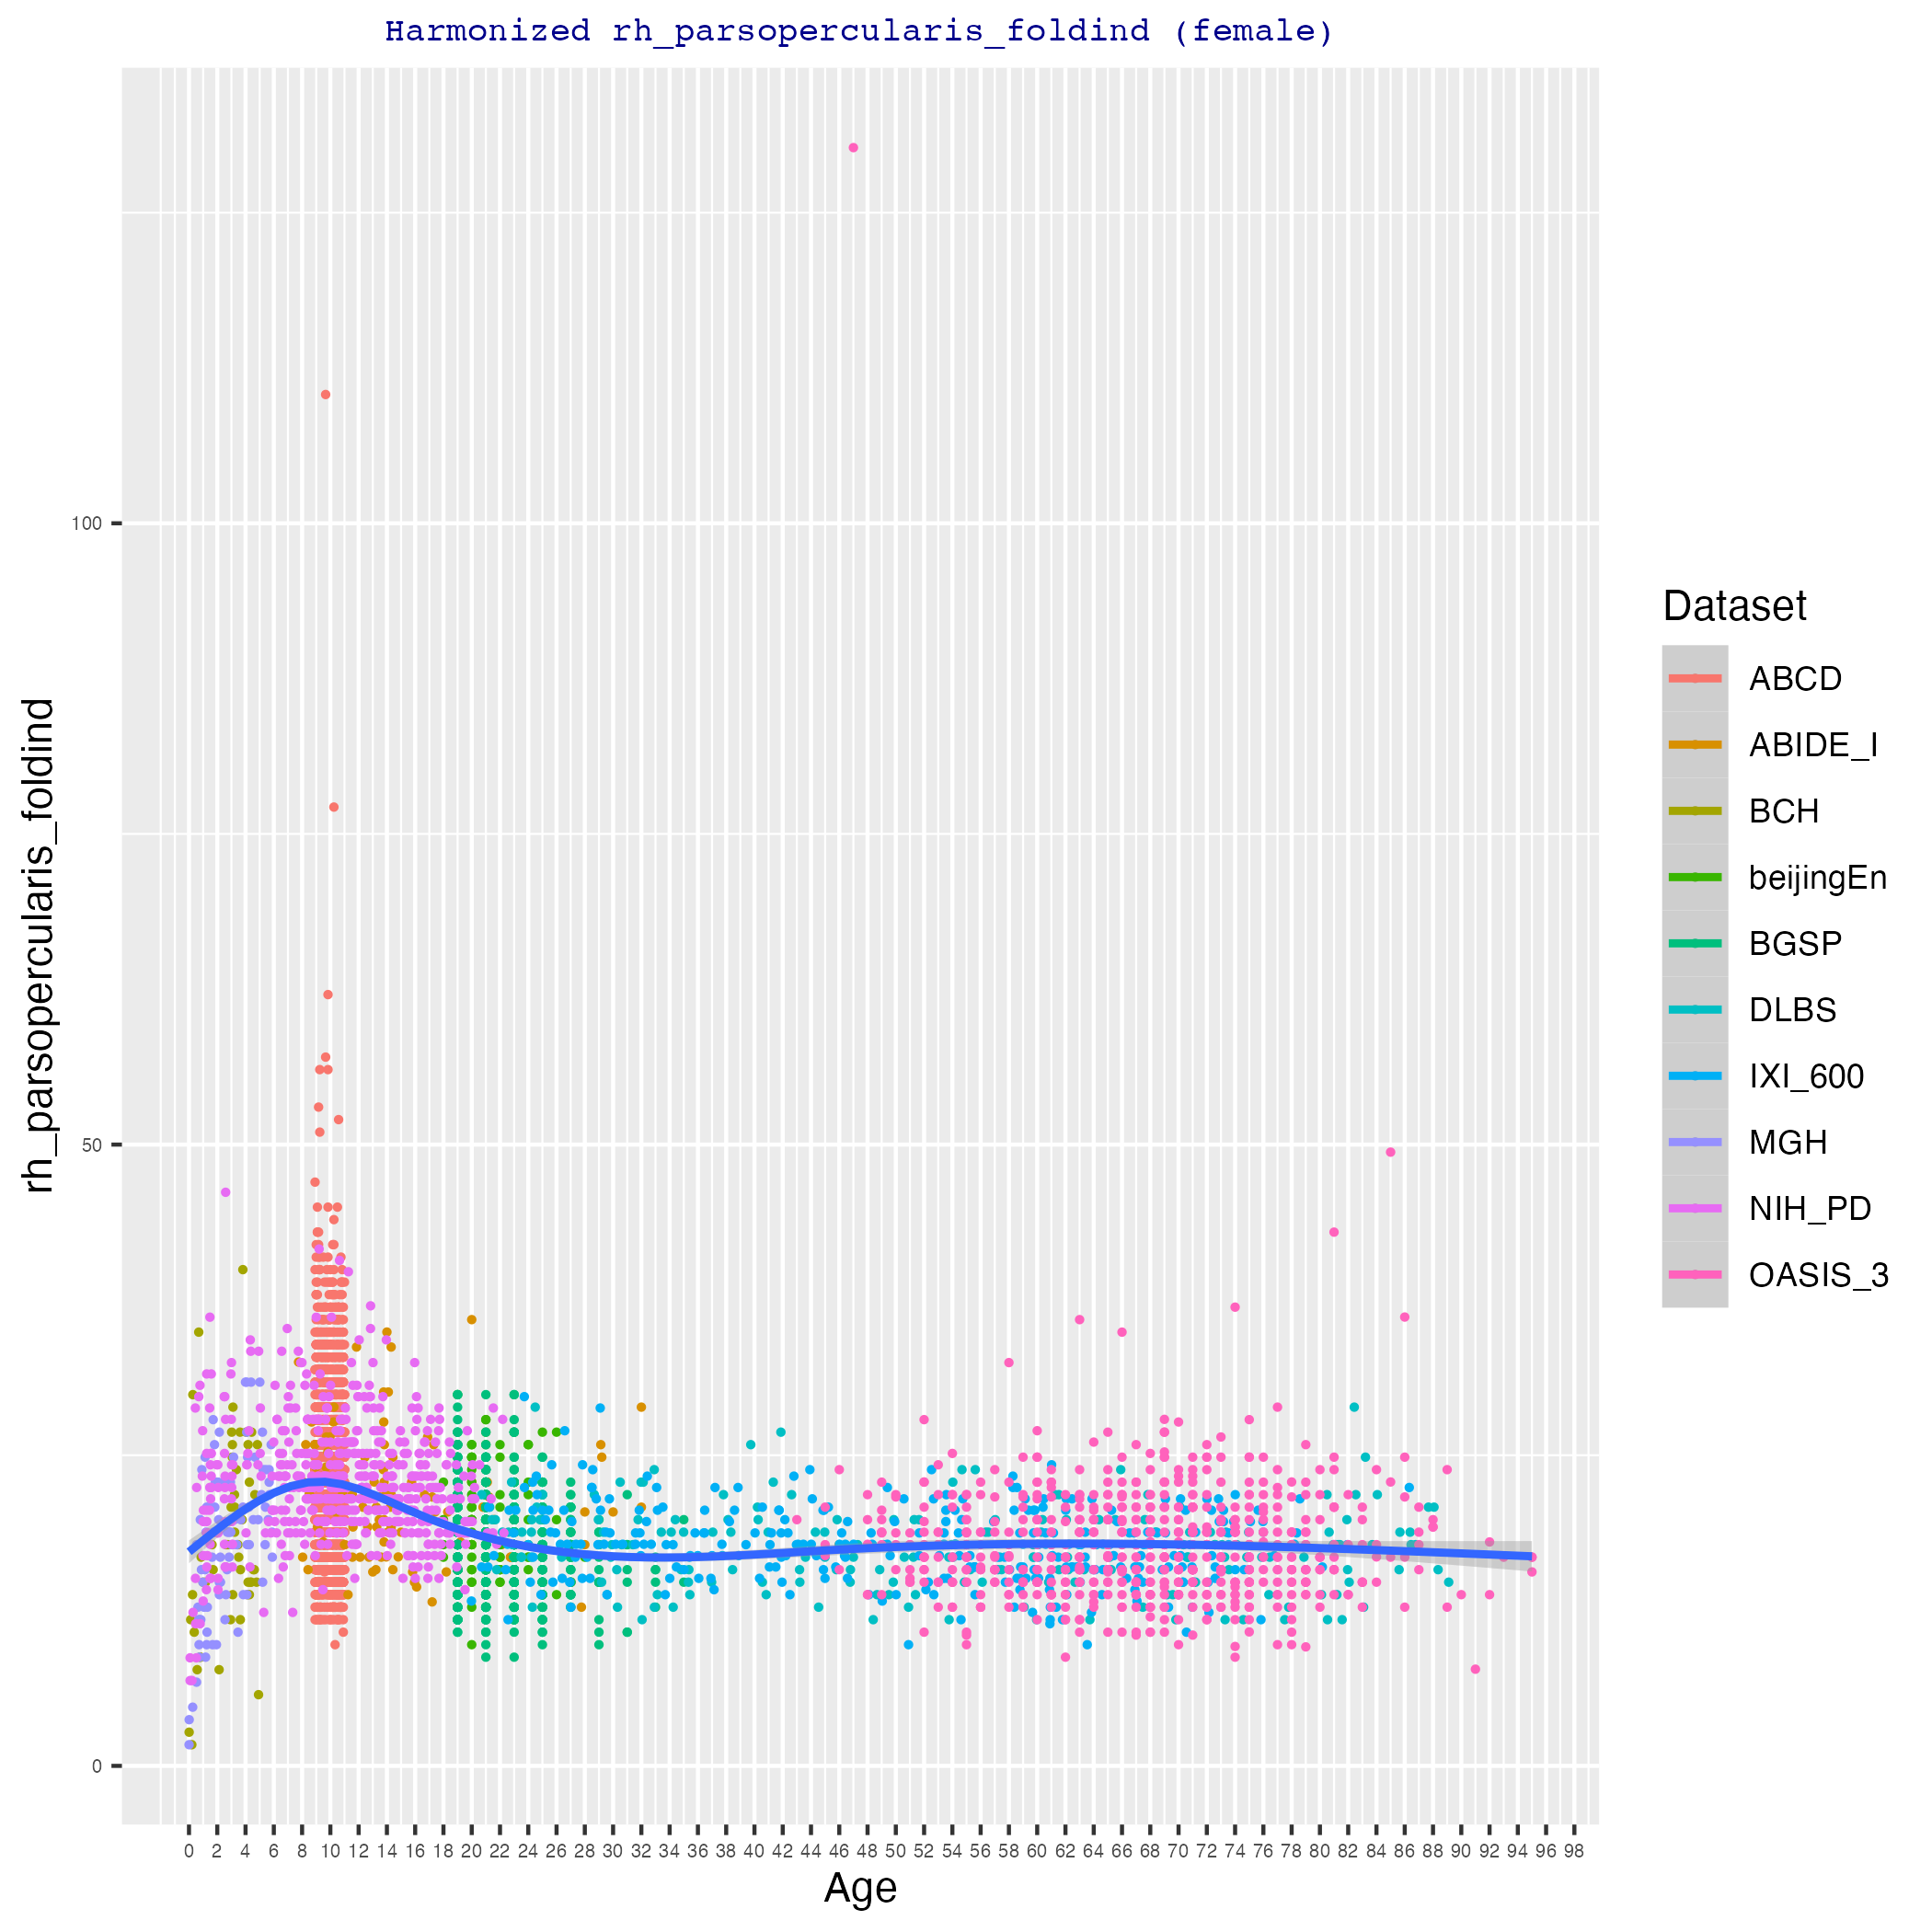 Harmonized rh_parsopercularis_foldind (female)
rh_parsopercularis_foldind
100
50
0
0 2 4 6 8 10 12 14 16 18 20 22 24 26 28 30 32 34 36 38 40 42 44 46 48 50 52 54 56 58 60 62 64 66 68 70 72 74 76 78 80 82 84 86 88 90 92 94 96 98
Age
Dataset
ABCD
ABIDE_I
BCH
beijingEn
BGSP
DLBS
IXI_600
MGH
NIH_PD
OASIS_3